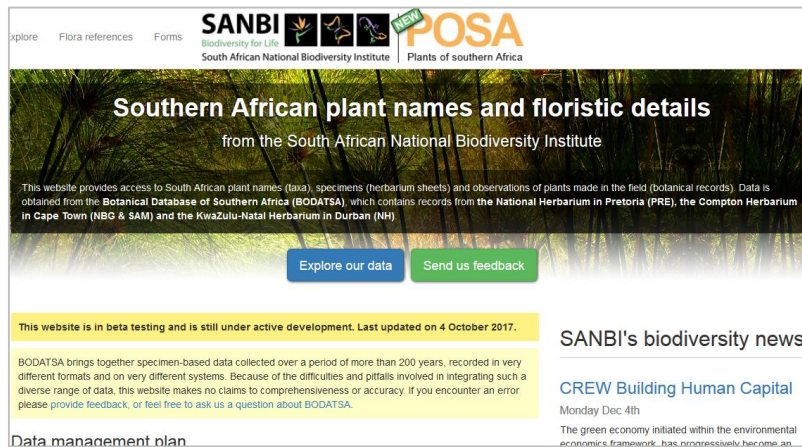 xplore Flora references Forms
SANBI
Biodiversity for Life
South African National Biodiversity Institute
NEW
POSA
Plants of southern Africa
Southern African plant names and floristic details
from the South African National Biodiversity Institute
This website provides access to South African plant names (taxa), specimens (herbarium sheets) and observations of plants made in the field (botanical records). Data is
obtained from the Botanical Database of Southern Africa (BODATSA), which contains records from the National Herbarium in Pretoria (PRE), the Compton Herbarium
in Cape Town (NBG & SAM) and the KwaZulu-Natal Herbarium in Durban (NH).
Explore our data Send us feedback
This website is in beta testing and is still under active development. Last updated on 4 October 2017.
BODATSA brings together specimen-based data collected over a period of more than 200 years, recorded in very
different formats and on very different systems. Because of the difficulties and pitfalls involved in integrating such a
diverse range of data, this website makes no claims to comprehensiveness or accuracy. If you encounter an error
please provide feedback, or feel free to ask us a question about BODATSA.
Data management plan
SANBI's biodiversity news
CREW Building Human Capital
Monday Dec 4th
The green economy initiated within the environmental
economics framework, has progressively become an